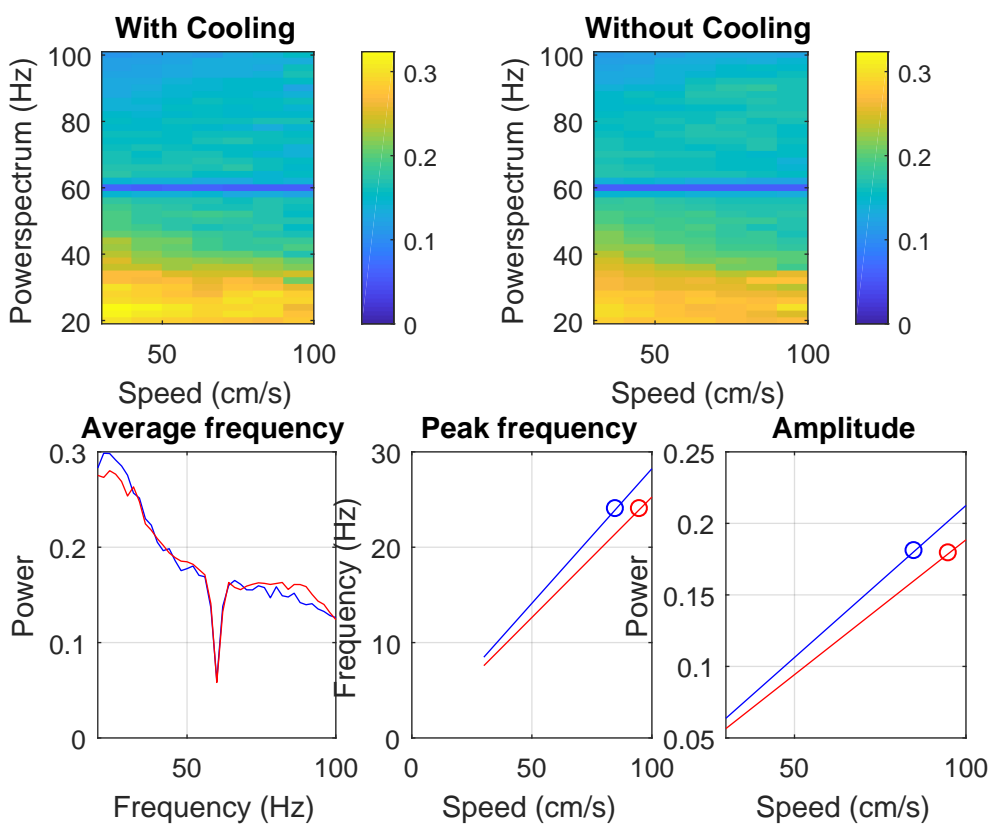 With Cooling
Powerspectrum (Hz)
100
80
60
40
20
50
100
Speed (cm/s)
0.3
0.2
0.1
0
Without Cooling
Powerspectrum (Hz)
100
80
60
40
20
50
100
Speed (cm/s)
0.3
0.2
0.1
0
Average frequency
Power
0.3
0.2
0.1
0
50
100
Frequency (Hz)
Peak frequency
Frequency (Hz)
30
20
10
0
0
50
100
Speed (cm/s)
Amplitude
Power
0.25
0.2
0.15
0.1
0.05
50
100
Speed (cm/s)